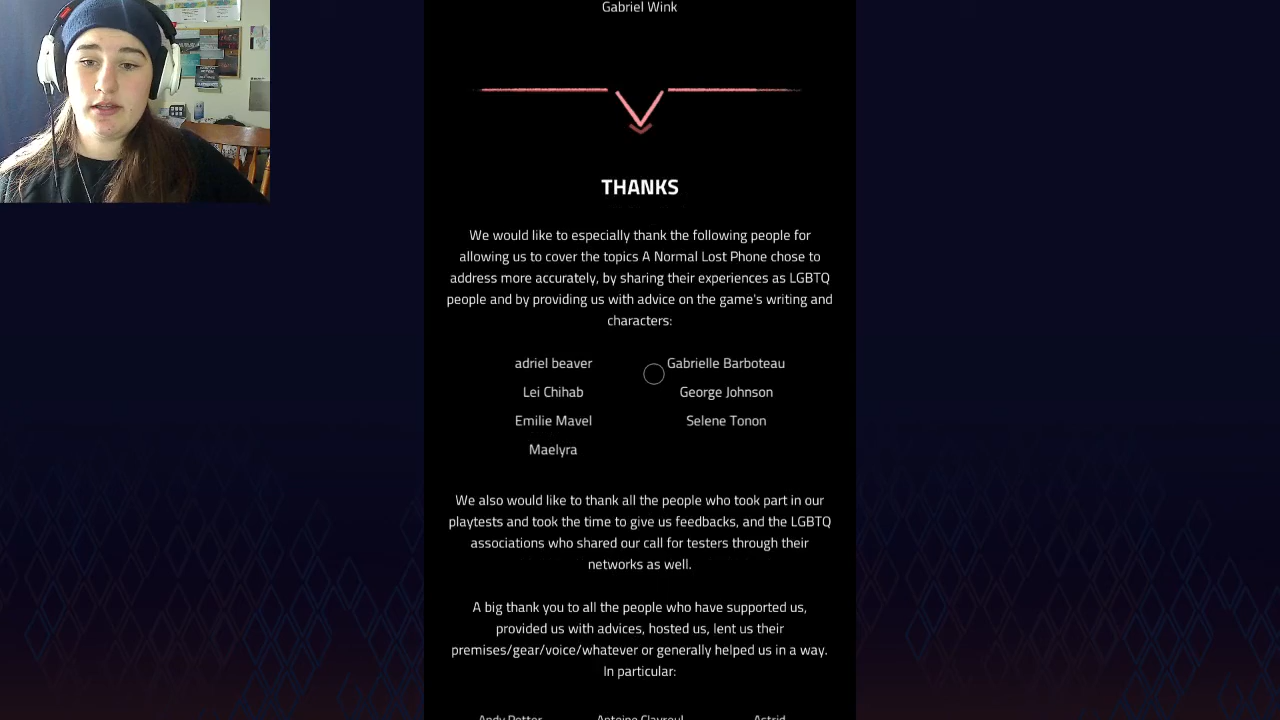 Gabriel Wink
THANKS
We would like to especially thank the following people for
allowing us to cover the topics A Normal Lost Phone chose to
address more accurately, by sharing their experiences as LGBTQ
people and by providing us with advice on the game's writing and
characters:
adriel beaver
Gabrielle Barboteau
Lei Chihab
George Johnson
Emilie Mavel
Selene Tonon
Maelyra
We also would like to thank all the people who took part in our
playtests and took the time to give us feedbacks, and the LGBTQ
associations who shared our call for testers through their
networks as well.
A big thank you to all the people who have supported us,
provided us with advices, hosted us, lent us their
premises/gear/voice/whatever or generally helped us in a way.
In particular:
Andy Potter
Antoine Clavreul
Astrid